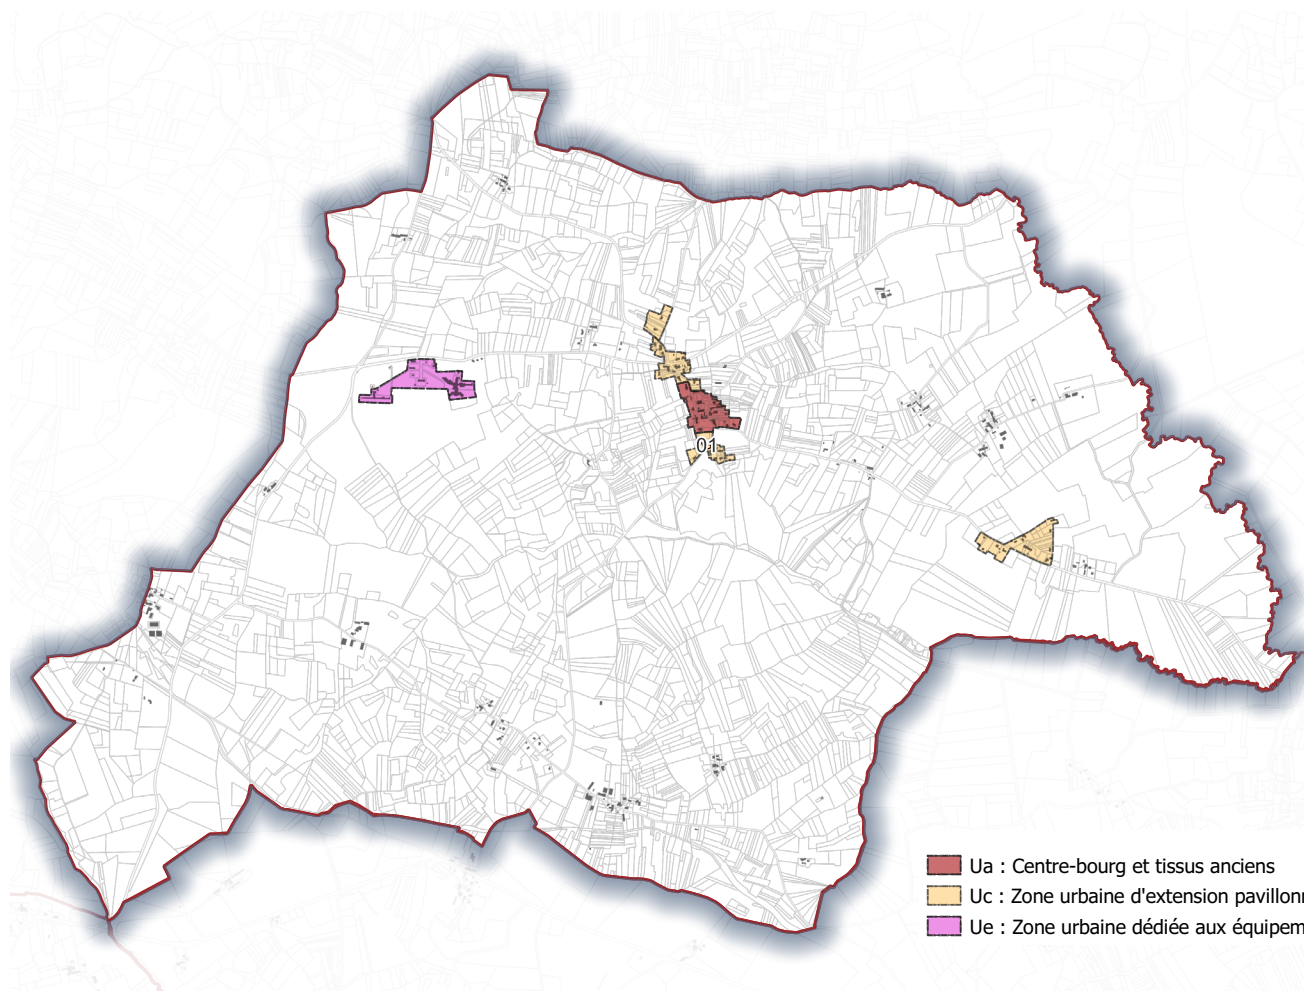 01
Ua : Centre-bourg et tissus anciens
Uc : Zone urbaine d'extension pavillonn
Ue : Zone urbaine dédiée aux équipem